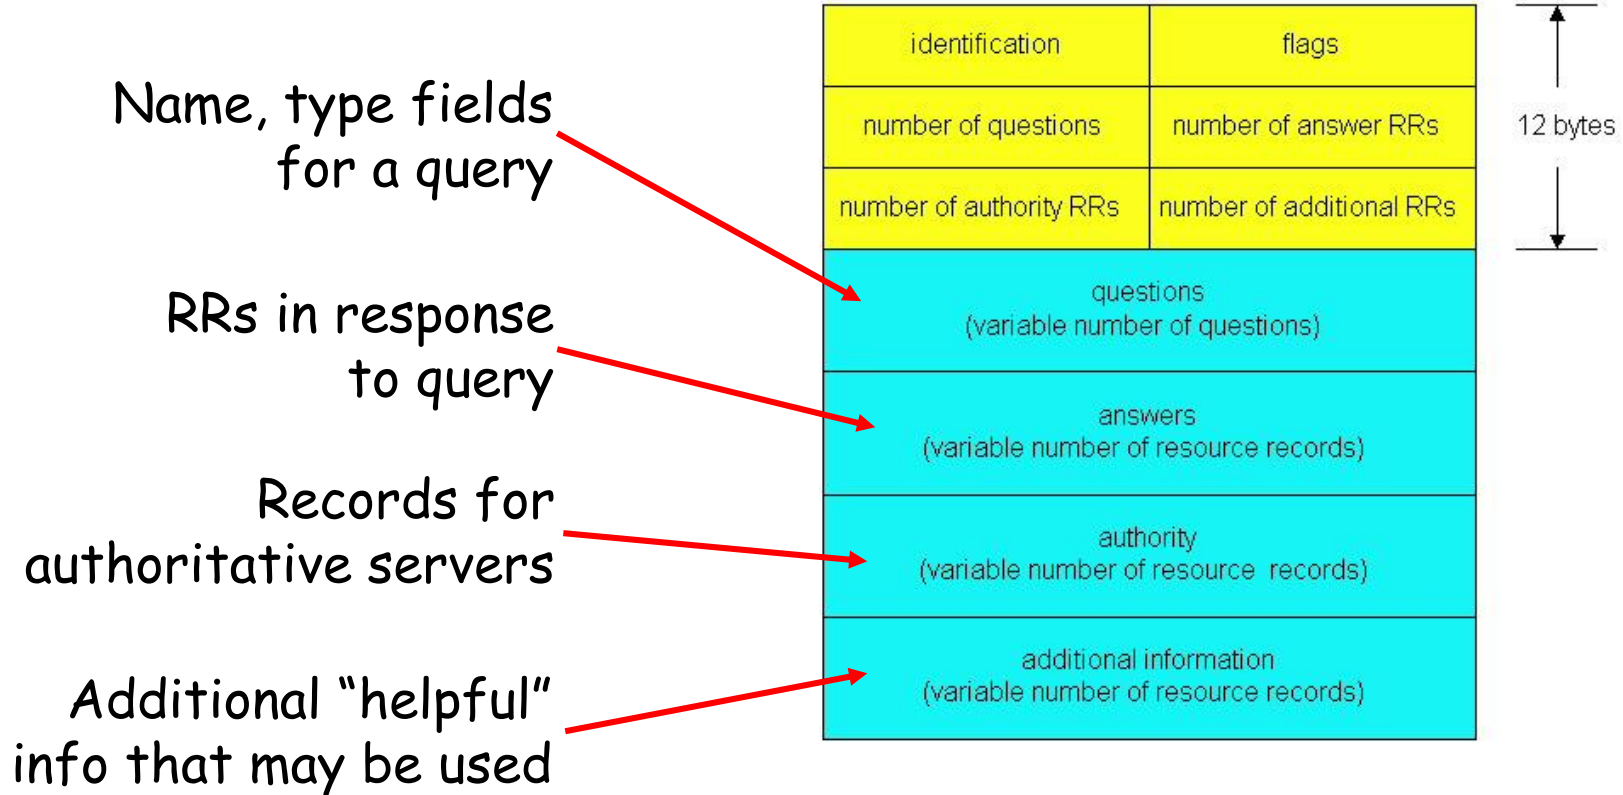 Name, type fields
for a query
RRs in response
to query
Records for
authoritative servers
Additional “helpful”
info that may be used
identification
flags
number of questions
number of answer RRs
number of authority RRs
number of additional RRs
questions
(variable number of questions)
answers
(variable number of resource records)
authority
(variable number of resource records)
additional information
(variable number of resource records)
12 bytes